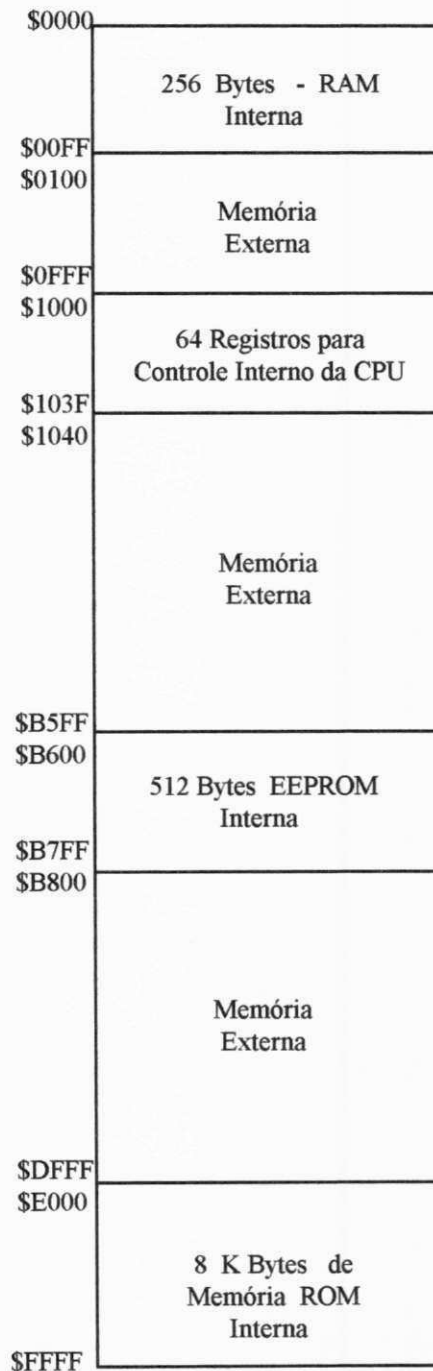 $0000
256 Bytes - RAM
Interna
$00FF
$0100
Memória
Externa
$0FFF
$1000
64 Registros para
Controle Interno da CPU
$103F
$1040
Memória
Externa
$B5FF
$B600
512 Bytes EEPROM
Interna
$B7FF
$B800
Memória
Externa
$DFFF
$E000
8 K Bytes de
Memória ROM
Interna
$FFFF